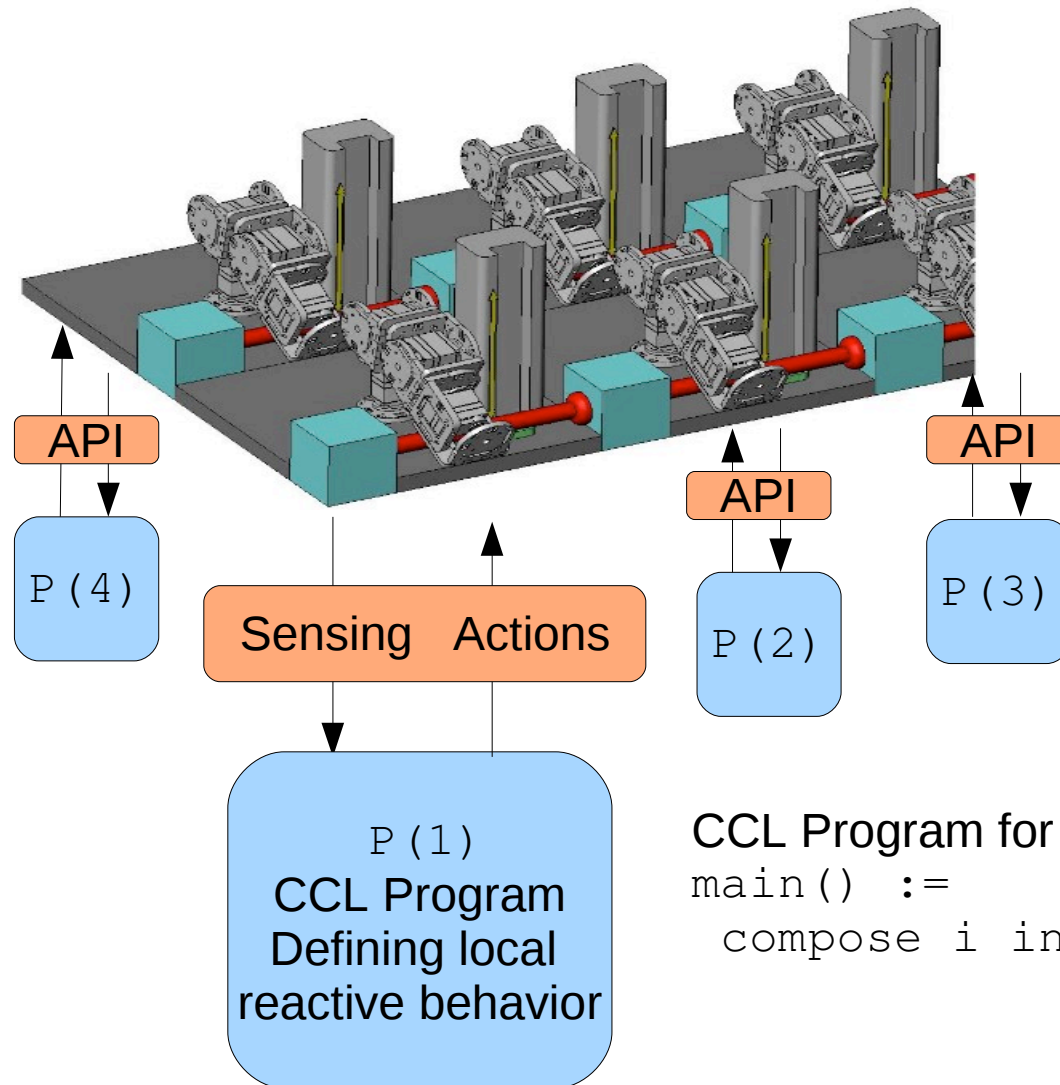 API
API
API
P(4)
P(3)
Sensing Actions
P(2)
P(1)
CCL Program
Defining local
reactive behavior
CCL Program for
main() :=
compose i in